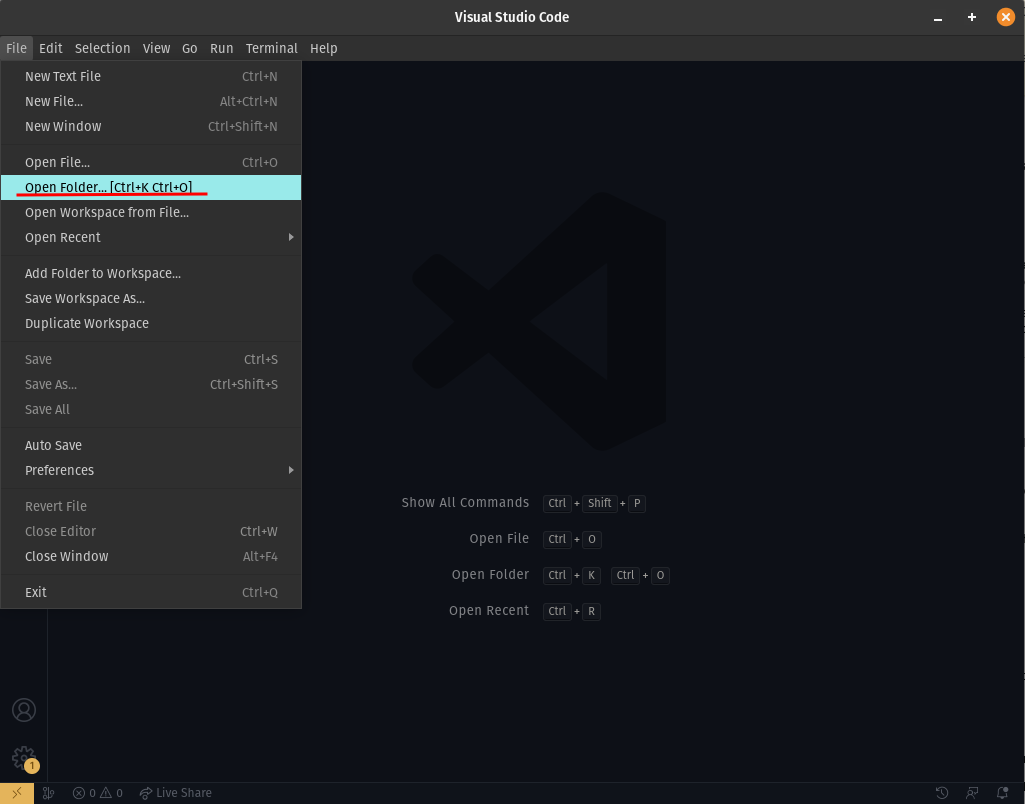 Visual Studio Code
File Edit Selection View Go Run Terminal Help
New Text File Ctrl+N
New File... Alt+Ctrl+N
New Window Ctrl+Shift+N
Open File... Ctrl+O
Open Folder... [Ctrl+K Ctrl+O]
Open Workspace from File...
Open Recent
Add Folder to Workspace...
Save Workspace As...
Duplicate Workspace
Save Ctrl+S
Save As... Ctrl+Shift+S
Save All
Auto Save
Preferences
Revert File
Close Editor Ctrl+W
Close Window Alt+F4
Exit Ctrl+Q
Show All Commands Ctrl + Shift + P
Open File Ctrl + O
Open Folder Ctrl + K Ctrl + O
Open Recent Ctrl + R
1
0 0 Live Share